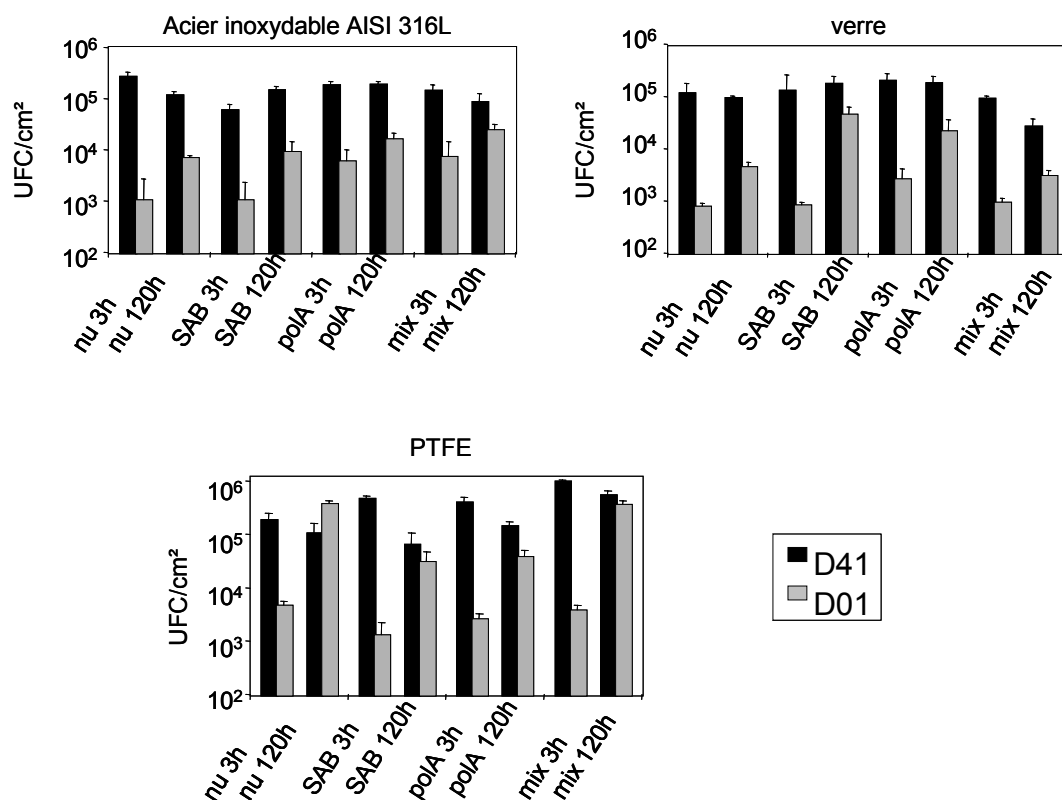 Acier inoxydable AISI 316L
10⁶
10⁵
10⁴
10³
10²
UFC/cm²
nu 3h
nu 120h
SAB 3h
SAB 120h
polA 3h
polA 120h
mix 3h
mix 120h
verre
10⁶
10⁵
10⁴
10³
10²
UFC/cm²
nu 3h
nu 120h
SAB 3h
SAB 120h
polA 3h
polA 120h
mix 3h
mix 120h
PTFE
10⁶
10⁵
10⁴
10³
10²
UFC/cm²
nu 3h
nu 120h
SAB 3h
SAB 120h
polA 3h
polA 120h
mix 3h
mix 120h
D41
D01